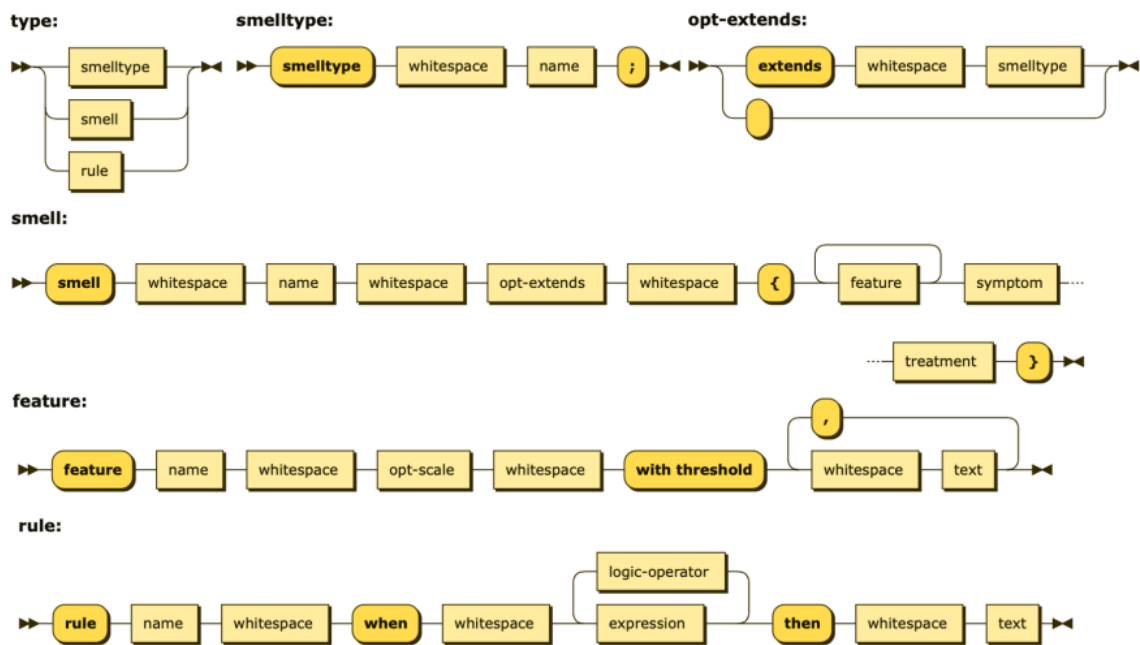 type: smelltype: opt-extends:
smelltype smelltype whitespace name ; extends whitespace smelltype
smell
rule
smell:
smell whitespace name whitespace opt-extends whitespace { feature symptom
treatment }
feature:
,
feature name whitespace opt-scale whitespace with threshold whitespace text
rule:
logic-operator
rule name whitespace when whitespace expression then whitespace text